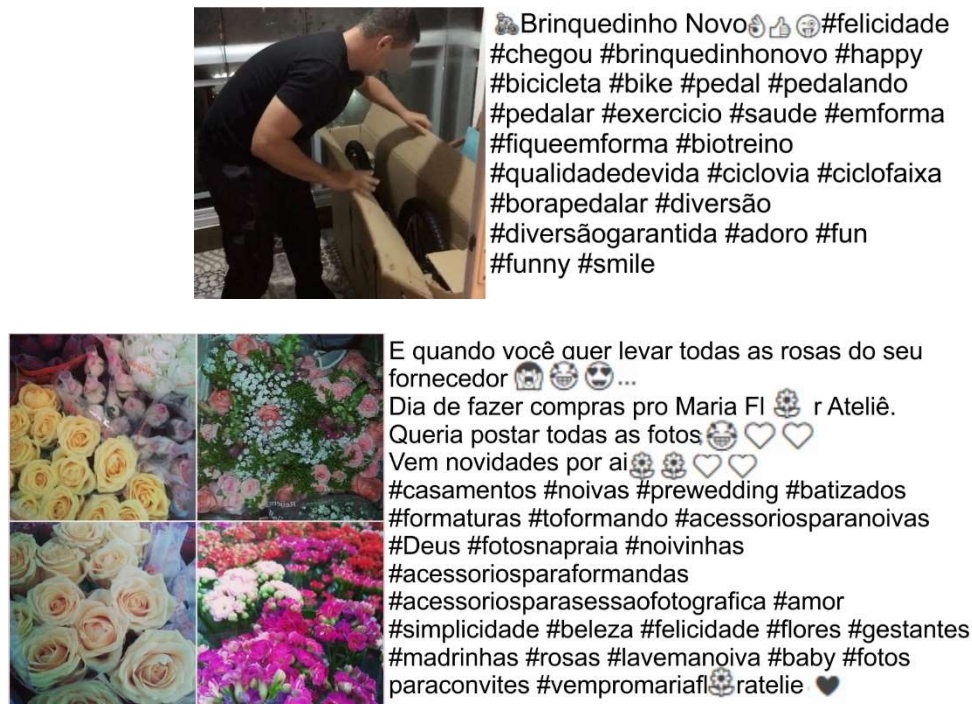 🚵Brinquedinho Novo👌👍😜#felicidade
#chegou #brinquedinhonovo #happy
#bicicleta #bike #pedal #pedalando
#pedalar #exercicio #saude #emforma
#fiqueemforma #biotreino
#qualidadedevida #ciclovia #ciclofaixa
#borapedalar #diversão
#diversãogarantida #adoro #fun
#funny #smile
E quando você quer levar todas as rosas do seu
fornecedor 😱 😂 😍...
Dia de fazer compras pro Maria Fl 🌼 r Ateliê.
Queria postar todas as fotos😂 ♡ ♡
Vem novidades por ai🌼 🌼 ♡ ♡
#casamentos #noivas #prewedding #batizados
#formaturas #toformando #acessoriosparanoivas
#Deus #fotosnapraia #noivinhas
#acessoriosparaformandas
#acessoriosparasessaofotografica #amor
#simplicidade #beleza #felicidade #flores #gestantes
#madrinhas #rosas #lavemanoiva #baby #fotos
paraconvites #vempromariafl🌼ratelie 🖤